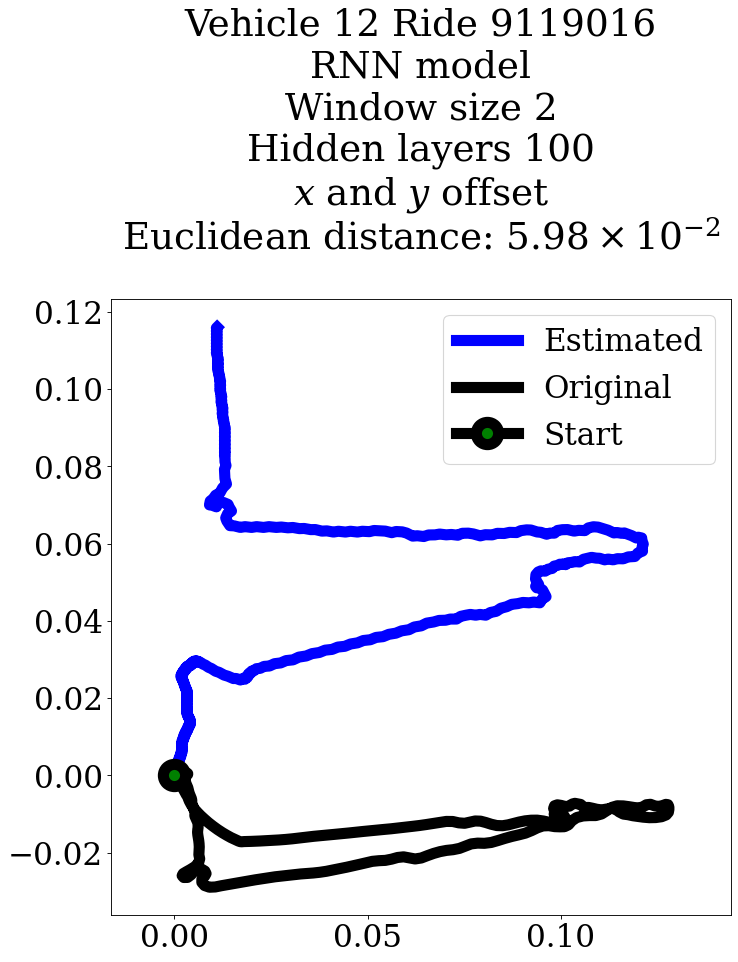 Vehicle 12 Ride 9119016
RNN model
Window size 2
Hidden layers 100
x and y offset
Euclidean distance: 5.98 × 10⁻²
Estimated
Original
Start
0.12
0.10
0.08
0.06
0.04
0.02
0.00
−0.02
0.00 0.05 0.10